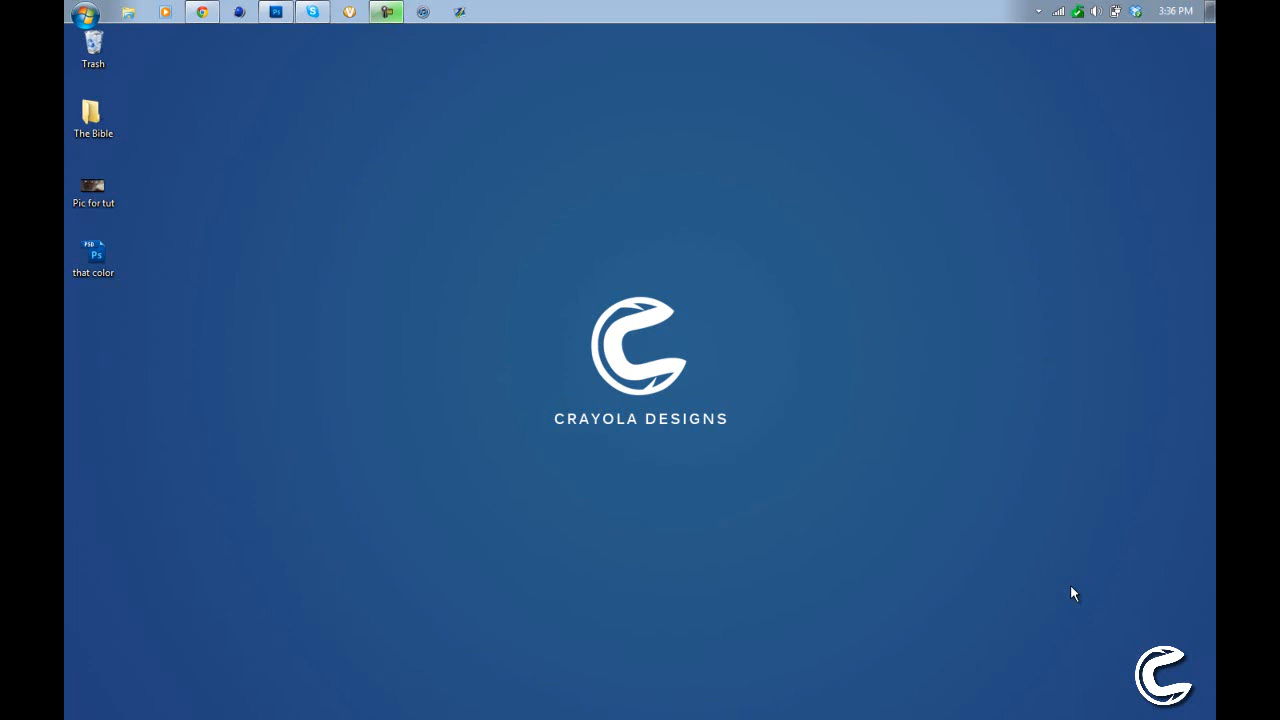 3:36 PM
Trash
The Bible
Pic for tut
PSD
Ps
that color
CRAYOLA DESIGNS